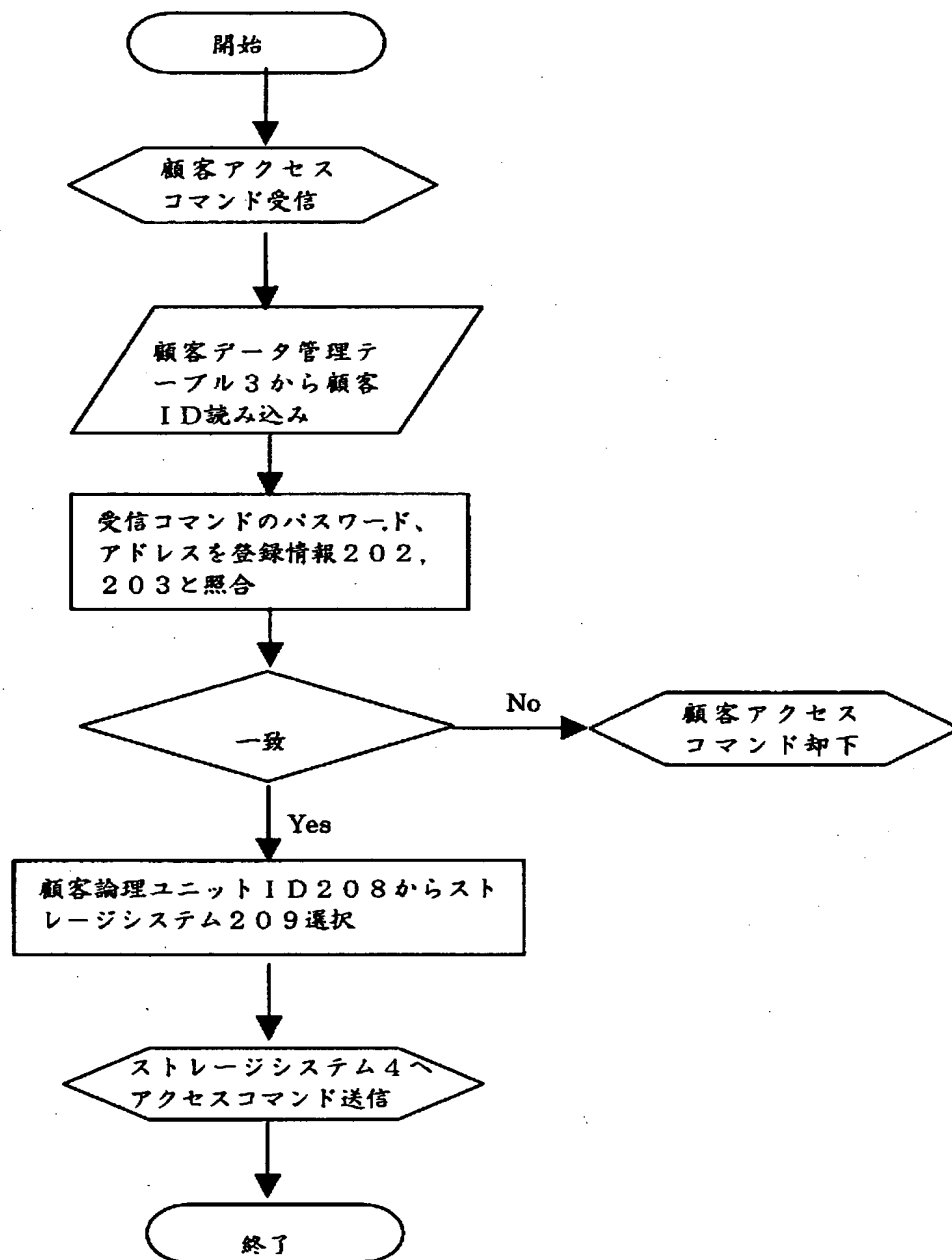 開始
顧客アクセス
コマンド受信
顧客データ管理テ
ーブル3から顧客
ID読み込み
受信コマンドのパスワード、
アドレスを登録情報202,
203と照合
一致
No
顧客アクセス
コマンド却下
Yes
顧客論理ユニットID208からスト
レージシステム209選択
ストレージシステム4へ
アクセスコマンド送信
終了